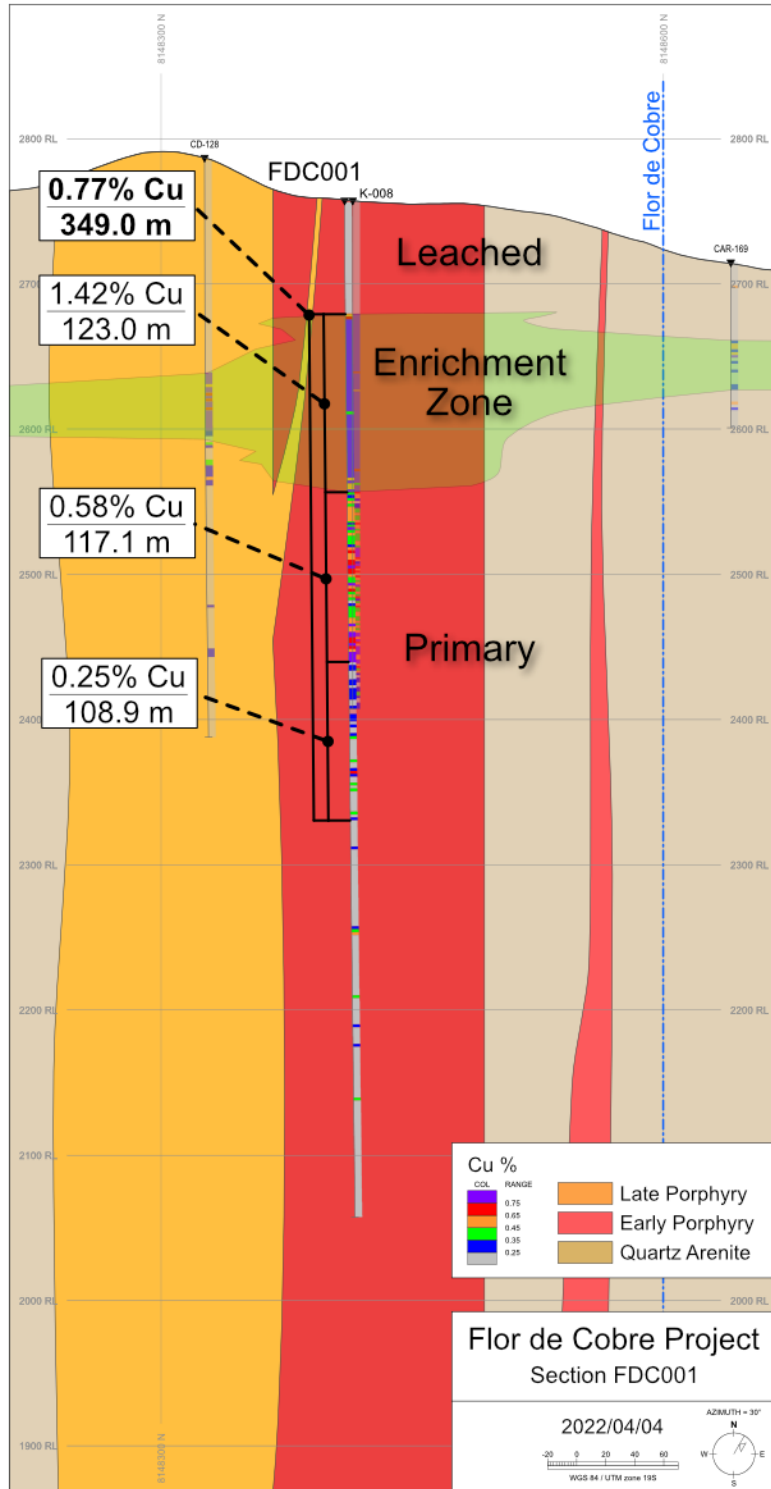 8148300 N
8148600 N
Flor de Cobre
2800 RL
2800 RL
CD-128
FDC001
K-008
0.77% Cu
349.0 m
Leached
CAR-169
2700 RL
2700 RL
1.42% Cu
123.0 m
Enrichment
Zone
2600 RL
2600 RL
0.58% Cu
117.1 m
2500 RL
2500 RL
Primary
0.25% Cu
108.9 m
2400 RL
2400 RL
2300 RL
2300 RL
2200 RL
2200 RL
2100 RL
2100 RL
Cu %
COL RANGE
0.75
0.65
0.45
0.35
0.25
Late Porphyry
Early Porphyry
Quartz Arenite
2000 RL
2000 RL
Flor de Cobre Project
Section FDC001
8148300 N
1900 RL
2022/04/04
-20 0 20 40 60
WGS 84 / UTM zone 19S
AZIMUTH = 30°
N
W E
S